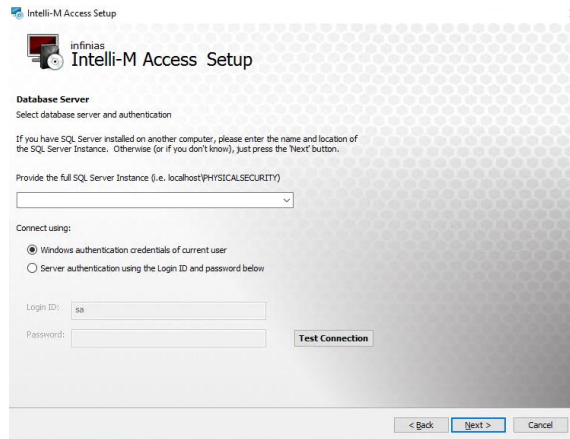 Intelli-M Access Setup
infinias
Intelli-M Access Setup
Database Server
Select database server and authentication
If you have SQL Server installed on another computer, please enter the name and location of
the SQL Server Instance. Otherwise (or if you don't know), just press the 'Next' button.
Provide the full SQL Server Instance (i.e. localhost\PHYSICALSECURITY)
Connect using:
Windows authentication credentials of current user
Server authentication using the Login ID and password below
Login ID: sa
Password:
Test Connection
< Back Next > Cancel